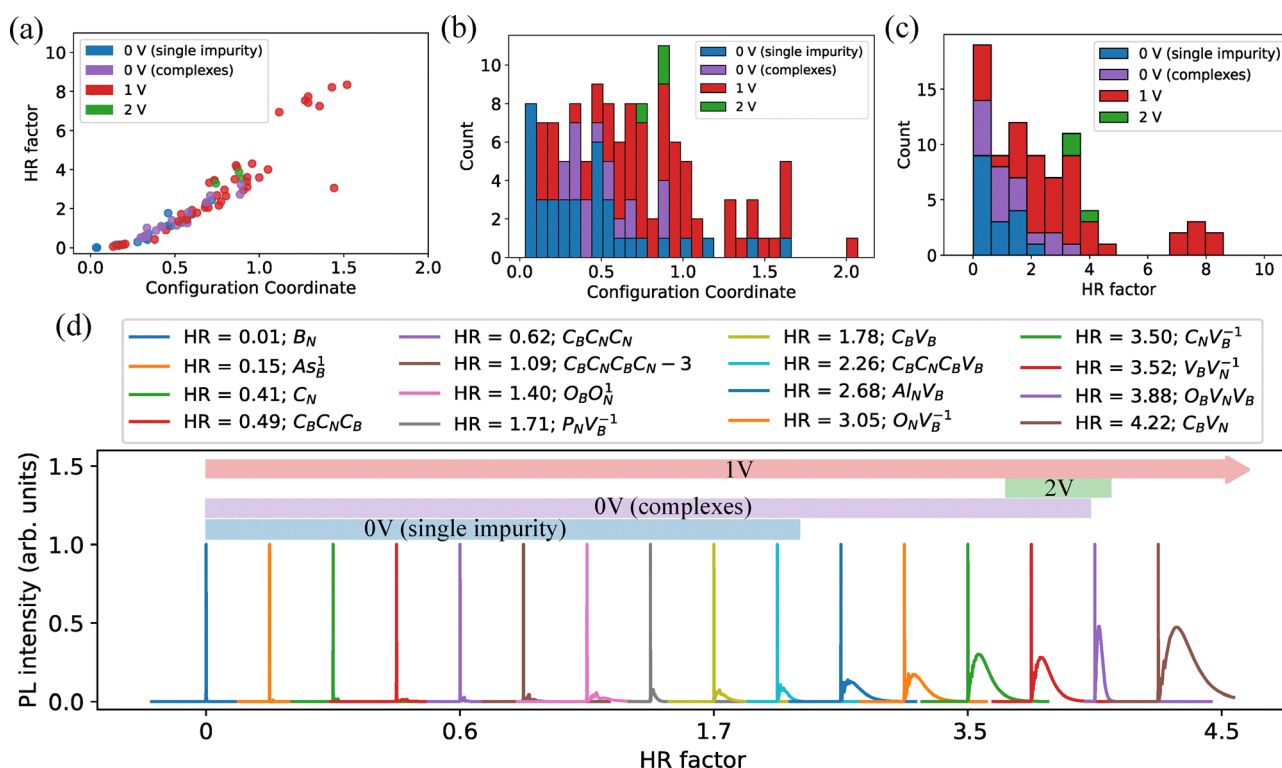 (a)
10
8
6
4
2
0
HR factor
0 V (single impurity)
0 V (complexes)
1 V
2 V
0.0 0.5 1.0 1.5 2.0
Configuration Coordinate
(b)
10
8
6
4
2
0
Count
0 V (single impurity)
0 V (complexes)
1 V
2 V
0.0 0.5 1.0 1.5 2.0
Configuration Coordinate
(c)
15
10
5
0
Count
0 V (single impurity)
0 V (complexes)
1 V
2 V
0 2 4 6 8 10
HR factor
(d)
HR = 0.01; $B_N$
HR = 0.15; $As_B^1$
HR = 0.41; $C_N$
HR = 0.49; $C_BC_NC_B$
HR = 0.62; $C_BC_NC_N$
HR = 1.09; $C_BC_NC_BC_N-3$
HR = 1.40; $O_BO_N^1$
HR = 1.71; $P_NV_B^{-1}$
HR = 1.78; $C_BV_B$
HR = 2.26; $C_BC_NC_BV_B$
HR = 2.68; $Al_NV_B$
HR = 3.05; $O_NV_B^{-1}$
HR = 3.50; $C_NV_B^{-1}$
HR = 3.52; $V_BV_N^{-1}$
HR = 3.88; $O_BV_NV_B$
HR = 4.22; $C_BV_N$
1.5
1.0
0.5
0.0
PL intensity (arb. units)
1V
2V
0V (complexes)
0V (single impurity)
0 0.6 1.7 3.5 4.5
HR factor